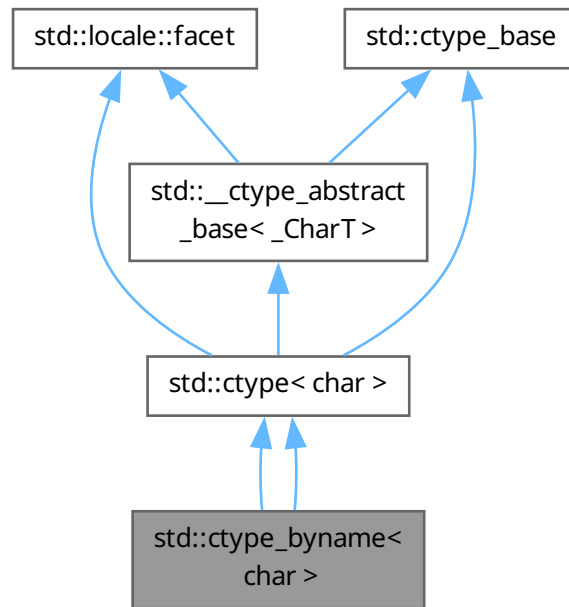 std::locale::facet
std::ctype_base
std::__ctype_abstract
_base< _CharT >
std::ctype< char >
std::ctype_byname<
char >